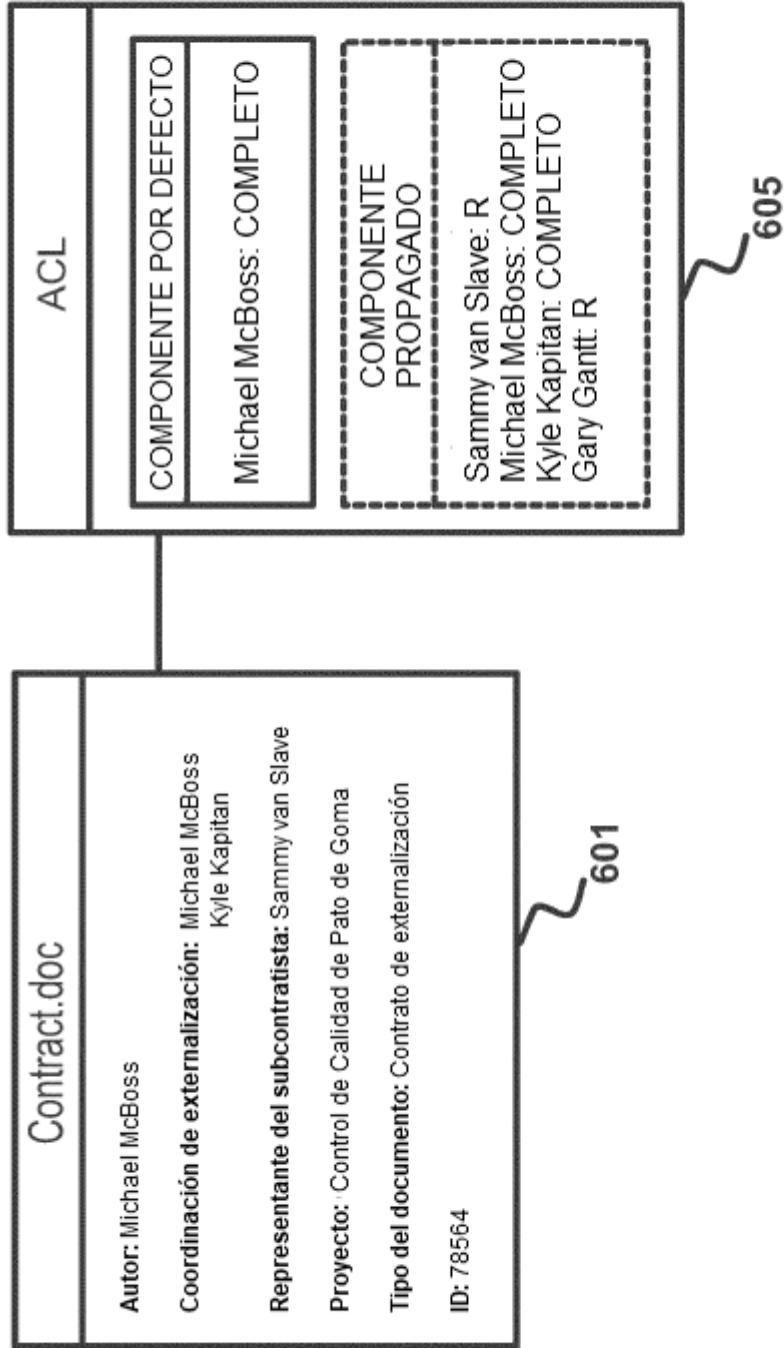 Contract.doc
Autor: Michael McBoss
Coordinación de externalización: Michael McBoss
Kyle Kapitan
Representante del subcontratista: Sammy van Slave
Proyecto: Control de Calidad de Pato de Goma
Tipo del documento: Contrato de externalización
ID: 78564
601
ACL
COMPONENTE POR DEFECTO
Michael McBoss: COMPLETO
COMPONENTE
PROPAGADO
Sammy van Slave: R
Michael McBoss: COMPLETO
Kyle Kapitan: COMPLETO
Gary Gantt: R
605